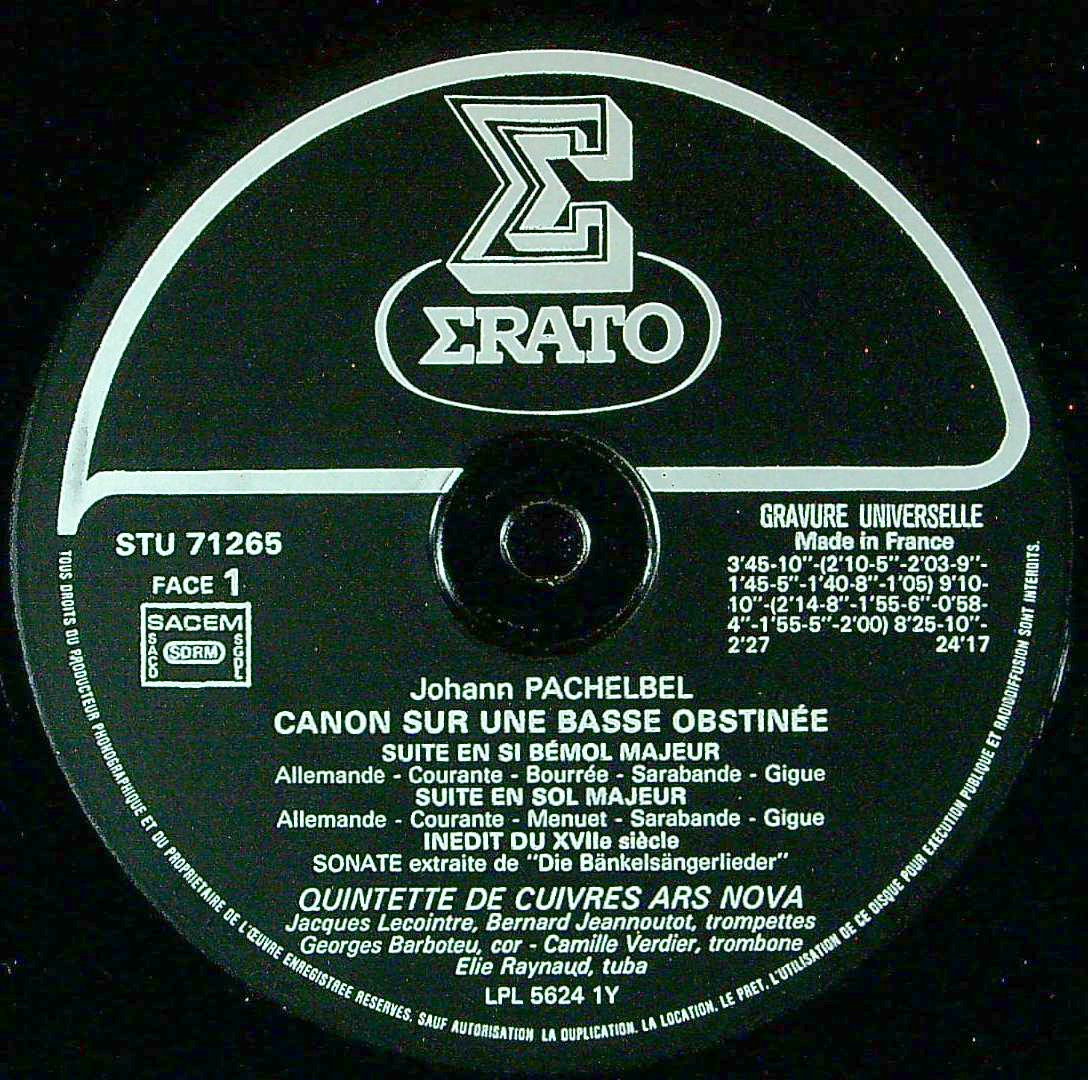 Σ
ΣRATO
STU 71265
FACE 1
SACEM
SACD
SDRM
SGDL
GRAVURE UNIVERSELLE
Made in France
3'45-10"-(2'10-5"-2'03-9"-
1'45-5"-1'40-8"-1'05) 9'10-
10"-(2'14-8"-1'55-6"-0'58-
4"-1'55-5"-2'00) 8'25-10"-
2'27 24'17
Johann PACHELBEL
CANON SUR UNE BASSE OBSTINÉE
SUITE EN SI BÉMOL MAJEUR
Allemande - Courante - Bourrée - Sarabande - Gigue
SUITE EN SOL MAJEUR
Allemande - Courante - Menuet - Sarabande - Gigue
INEDIT DU XVIIe siècle
SONATE extraite de "Die Bänkelsängerlieder"
QUINTETTE DE CUIVRES ARS NOVA
Jacques Lecointre, Bernard Jeannoutot, trompettes
Georges Barboteu, cor - Camille Verdier, trombone
Elie Raynaud, tuba
LPL 5624 1Y
TOUS DROITS DU PRODUCTEUR PHONOGRAPHIQUE ET DU PROPRIETAIRE DE L'ŒUVRE ENREGISTREE RESERVES. SAUF AUTORISATION LA DUPLICATION. LA LOCATION. LE PRET. L'UTILISATION DE CE DISQUE POUR EXECUTION PUBLIQUE ET RADIODIFFUSION SONT INTERDITS.